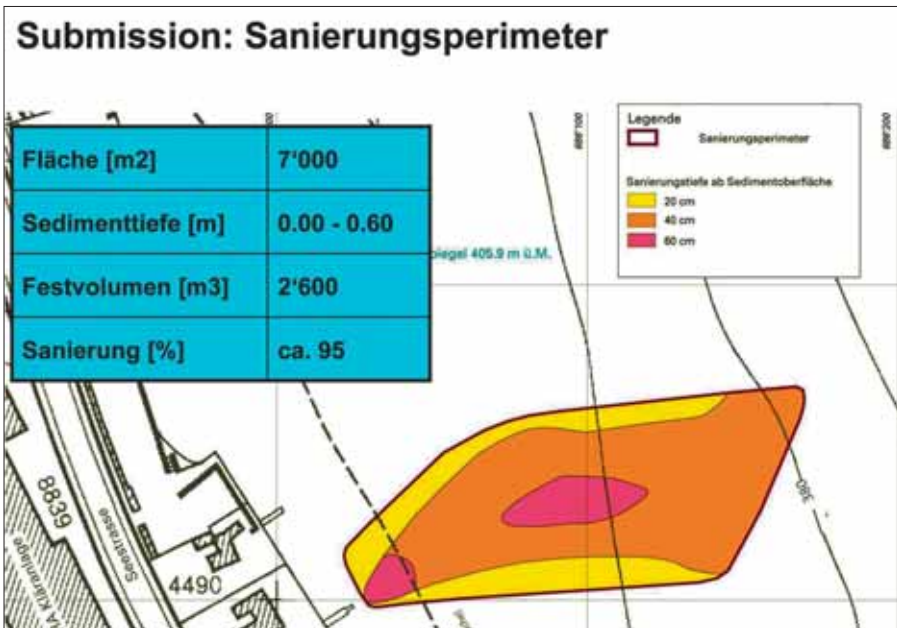 Submission: Sanierungsperimeter
Fläche [m2] 7'000
Sedimenttiefe [m] 0.00 - 0.60
Festvolumen [m3] 2'600
Sanierung [%] ca. 95
Legende
Sanierungsperimeter
Sanierungstiefe ab Sedimentoberfläche
20 cm
40 cm
60 cm
piegel 405.9 m ü.M.
380
8839
Seestrasse
4490
Kläranlage